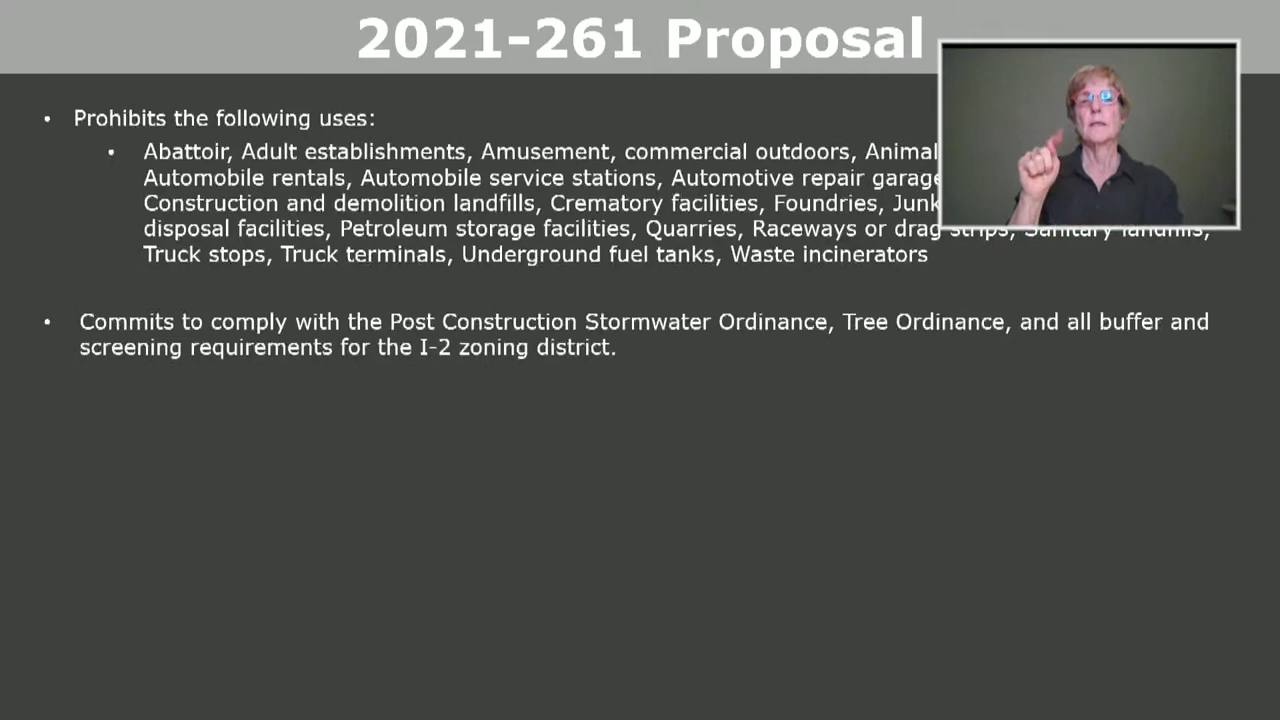 2021-261 Proposal
• Prohibits the following uses:
• Abattoir, Adult establishments, Amusement, commercial outdoors, Animal
Automobile rentals, Automobile service stations, Automotive repair
Construction and demolition landfills, Crematory facilities, Foundries,
disposal facilities, Petroleum storage facilities, Quarries, Raceways or drag strips, Sanitary landfills,
Truck stops, Truck terminals, Underground fuel tanks, Waste incinerators
• Commits to comply with the Post Construction Stormwater Ordinance, Tree Ordinance, and all buffer and
screening requirements for the I-2 zoning district.